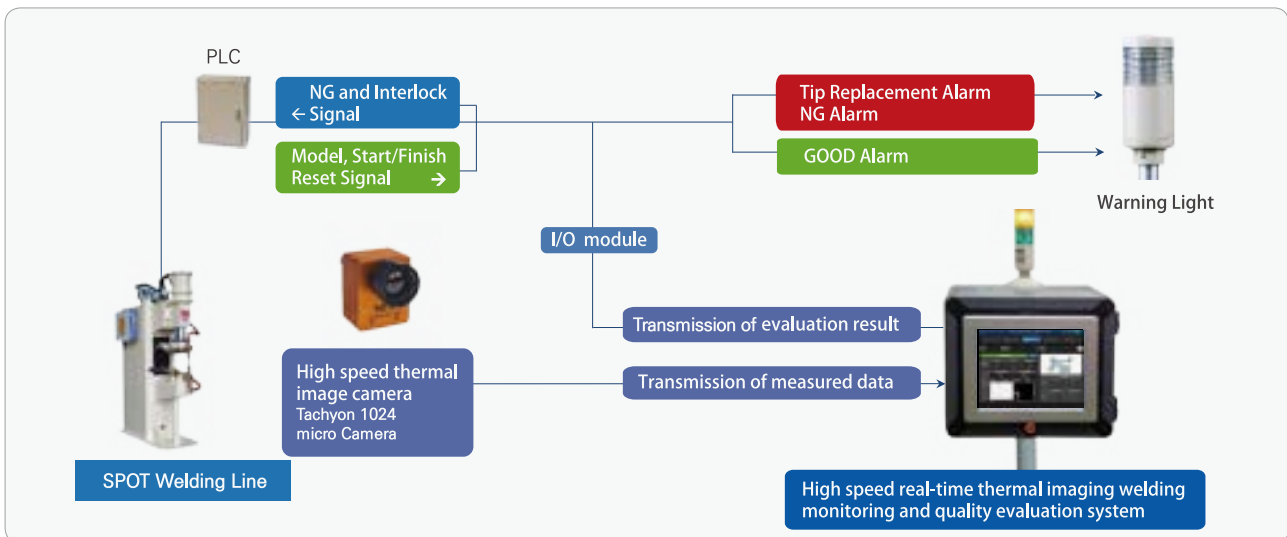 PLC
NG and Interlock
← Signal
Model, Start/Finish
Reset Signal →
Tip Replacement Alarm
NG Alarm
GOOD Alarm
Warning Light
I/O module
Transmission of evaluation result
High speed thermal
image camera
Tachyon 1024
micro Camera
Transmission of measured data
SPOT Welding Line
High speed real-time thermal imaging welding
monitoring and quality evaluation system